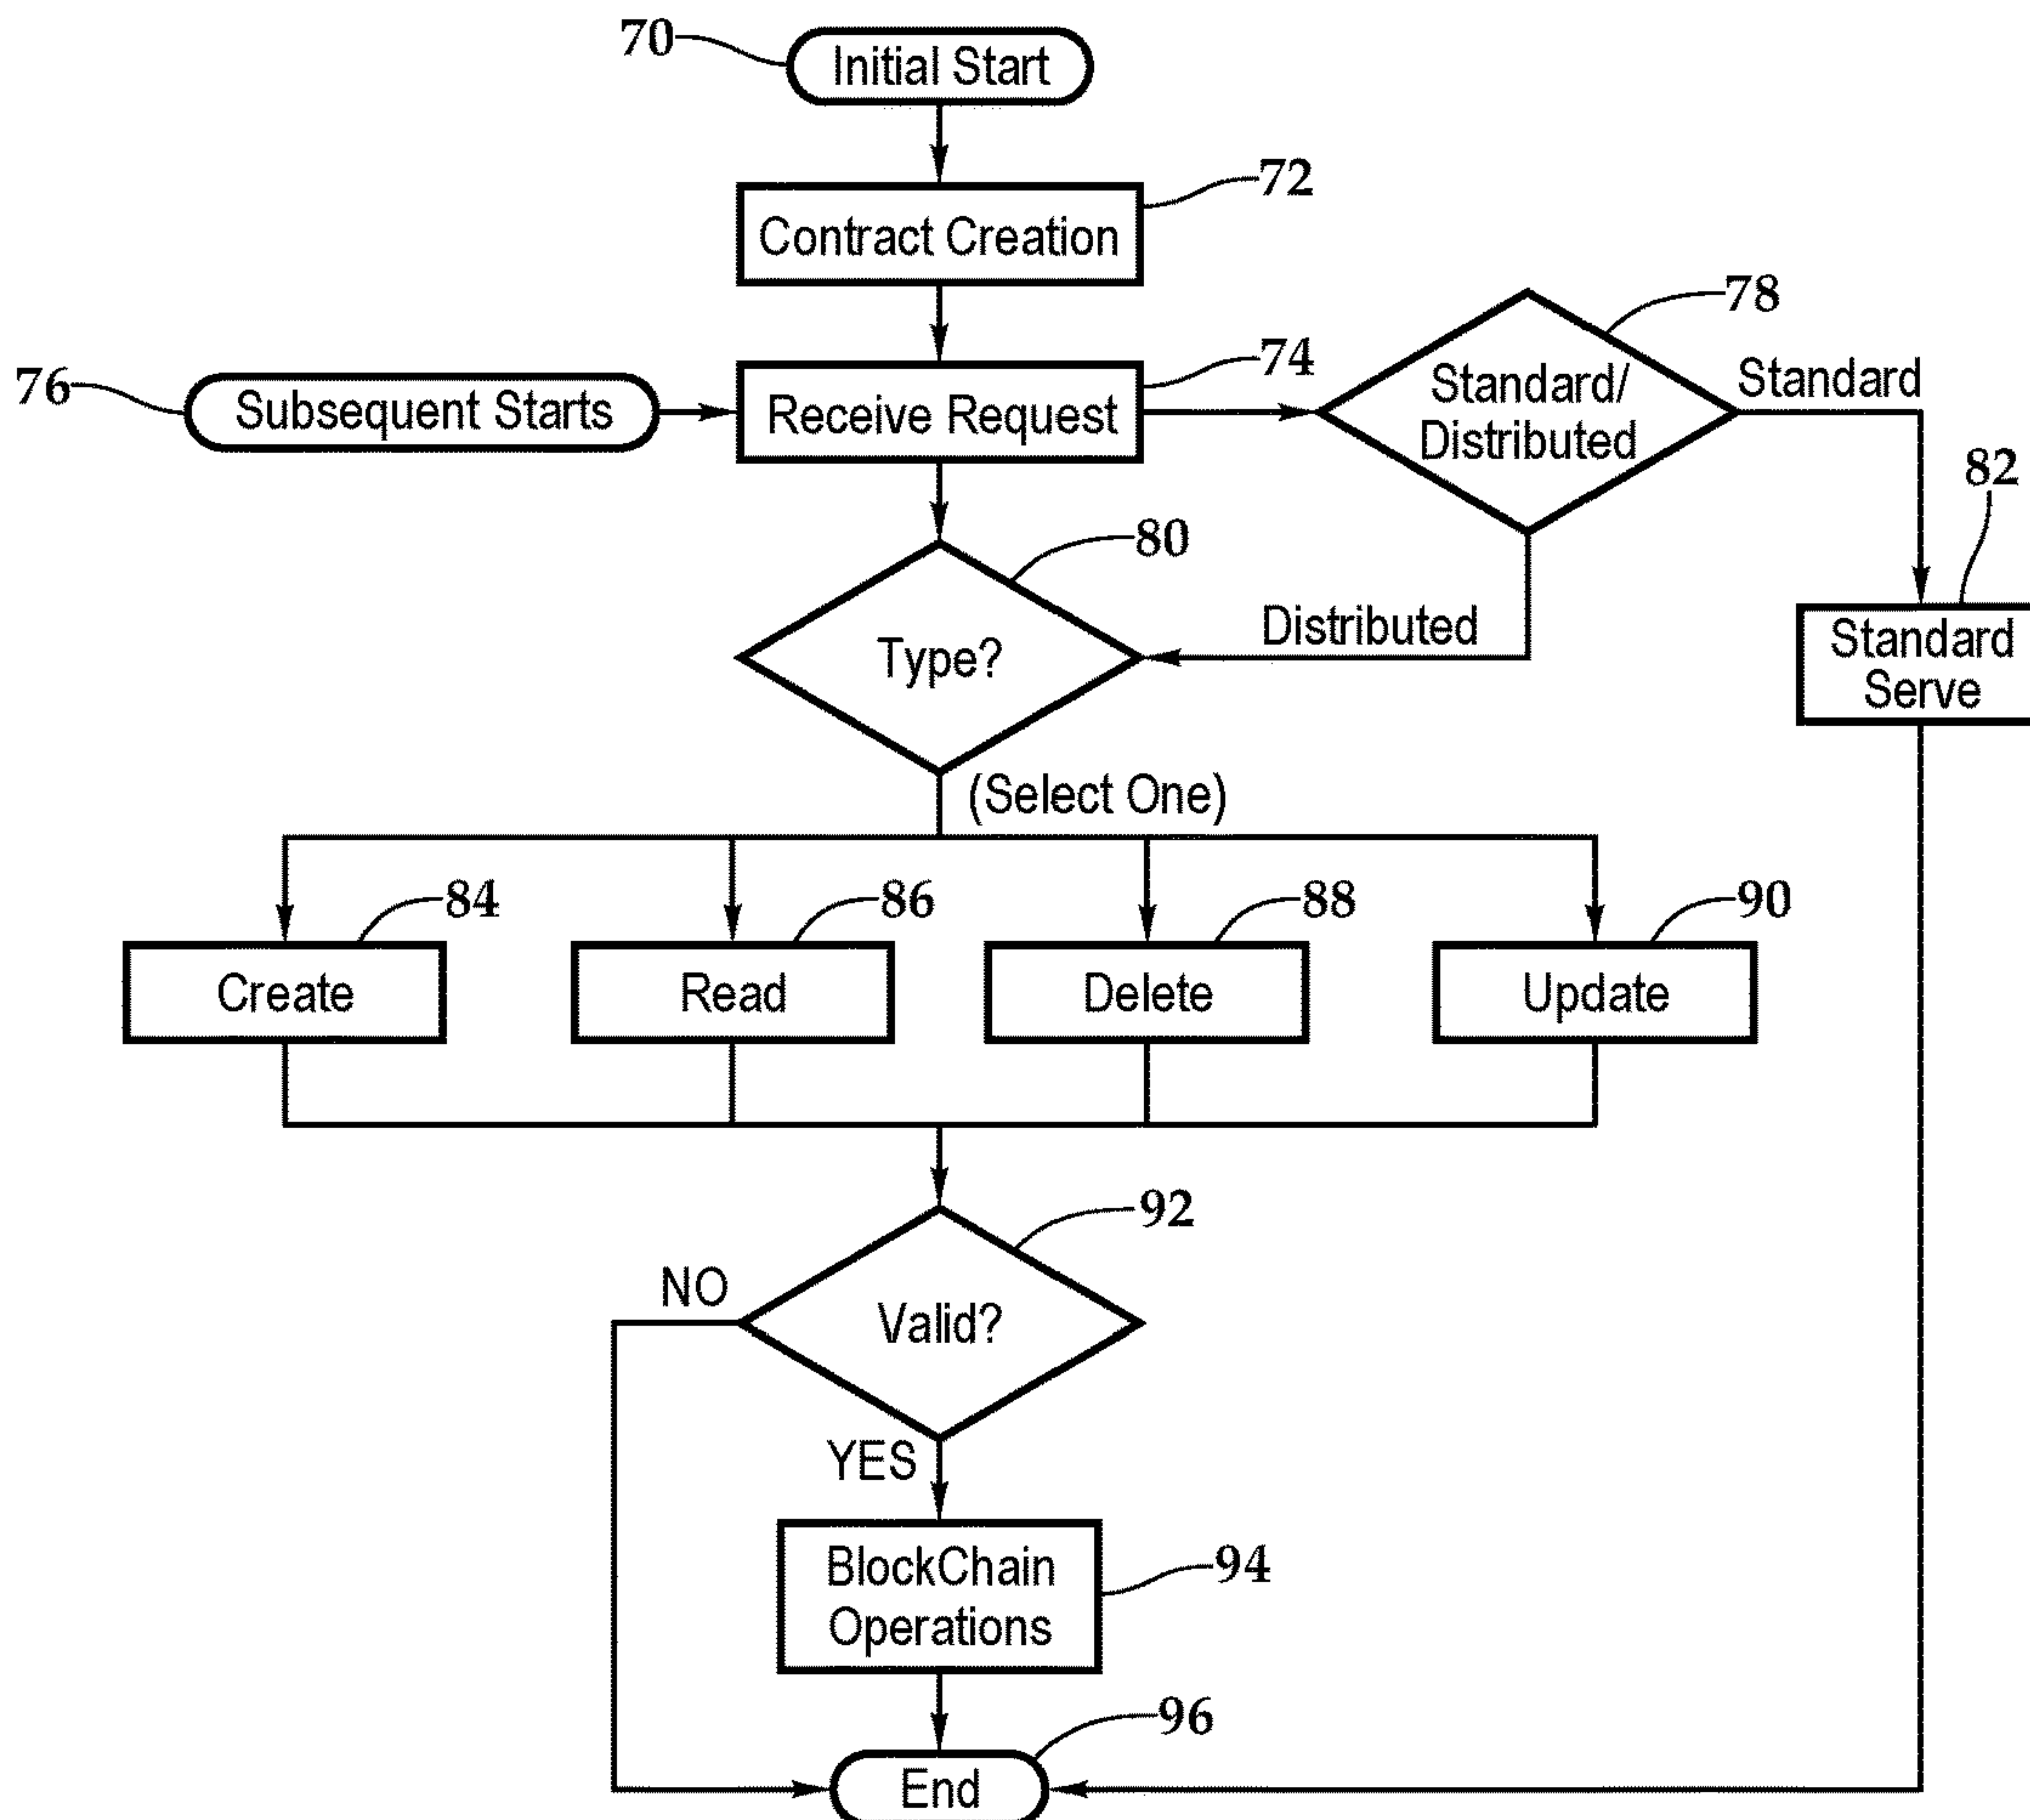 70
Initial Start
72
Contract Creation
78
76
Subsequent Starts
74
Receive Request
Standard/
Distributed
Standard
82
80
Type?
Distributed
Standard
Serve
(Select One)
84
86
88
90
Create
Read
Delete
Update
92
NO
Valid?
YES
BlockChain
Operations
94
96
End